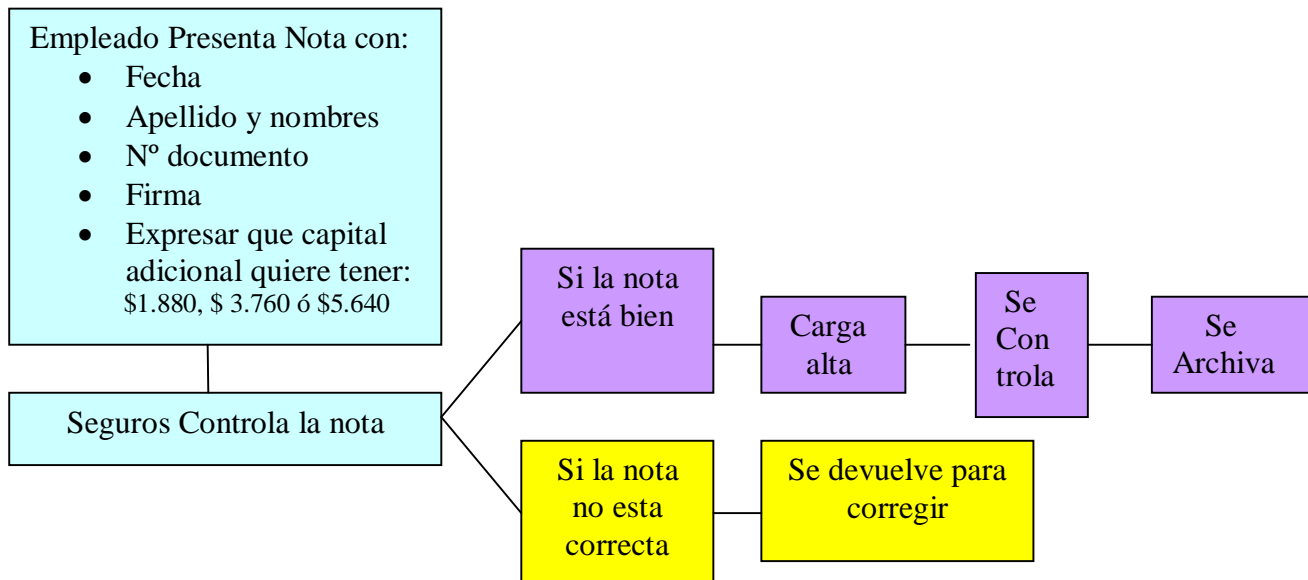 Empleado Presenta Nota con:
• Fecha
• Apellido y nombres
• Nº documento
• Firma
• Expresar que capital
adicional quiere tener:
$1.880, $ 3.760 ó $5.640
Seguros Controla la nota
Si la nota
está bien
Carga
alta
Se
Con
trola
Se
Archiva
Si la nota
no esta
correcta
Se devuelve para
corregir